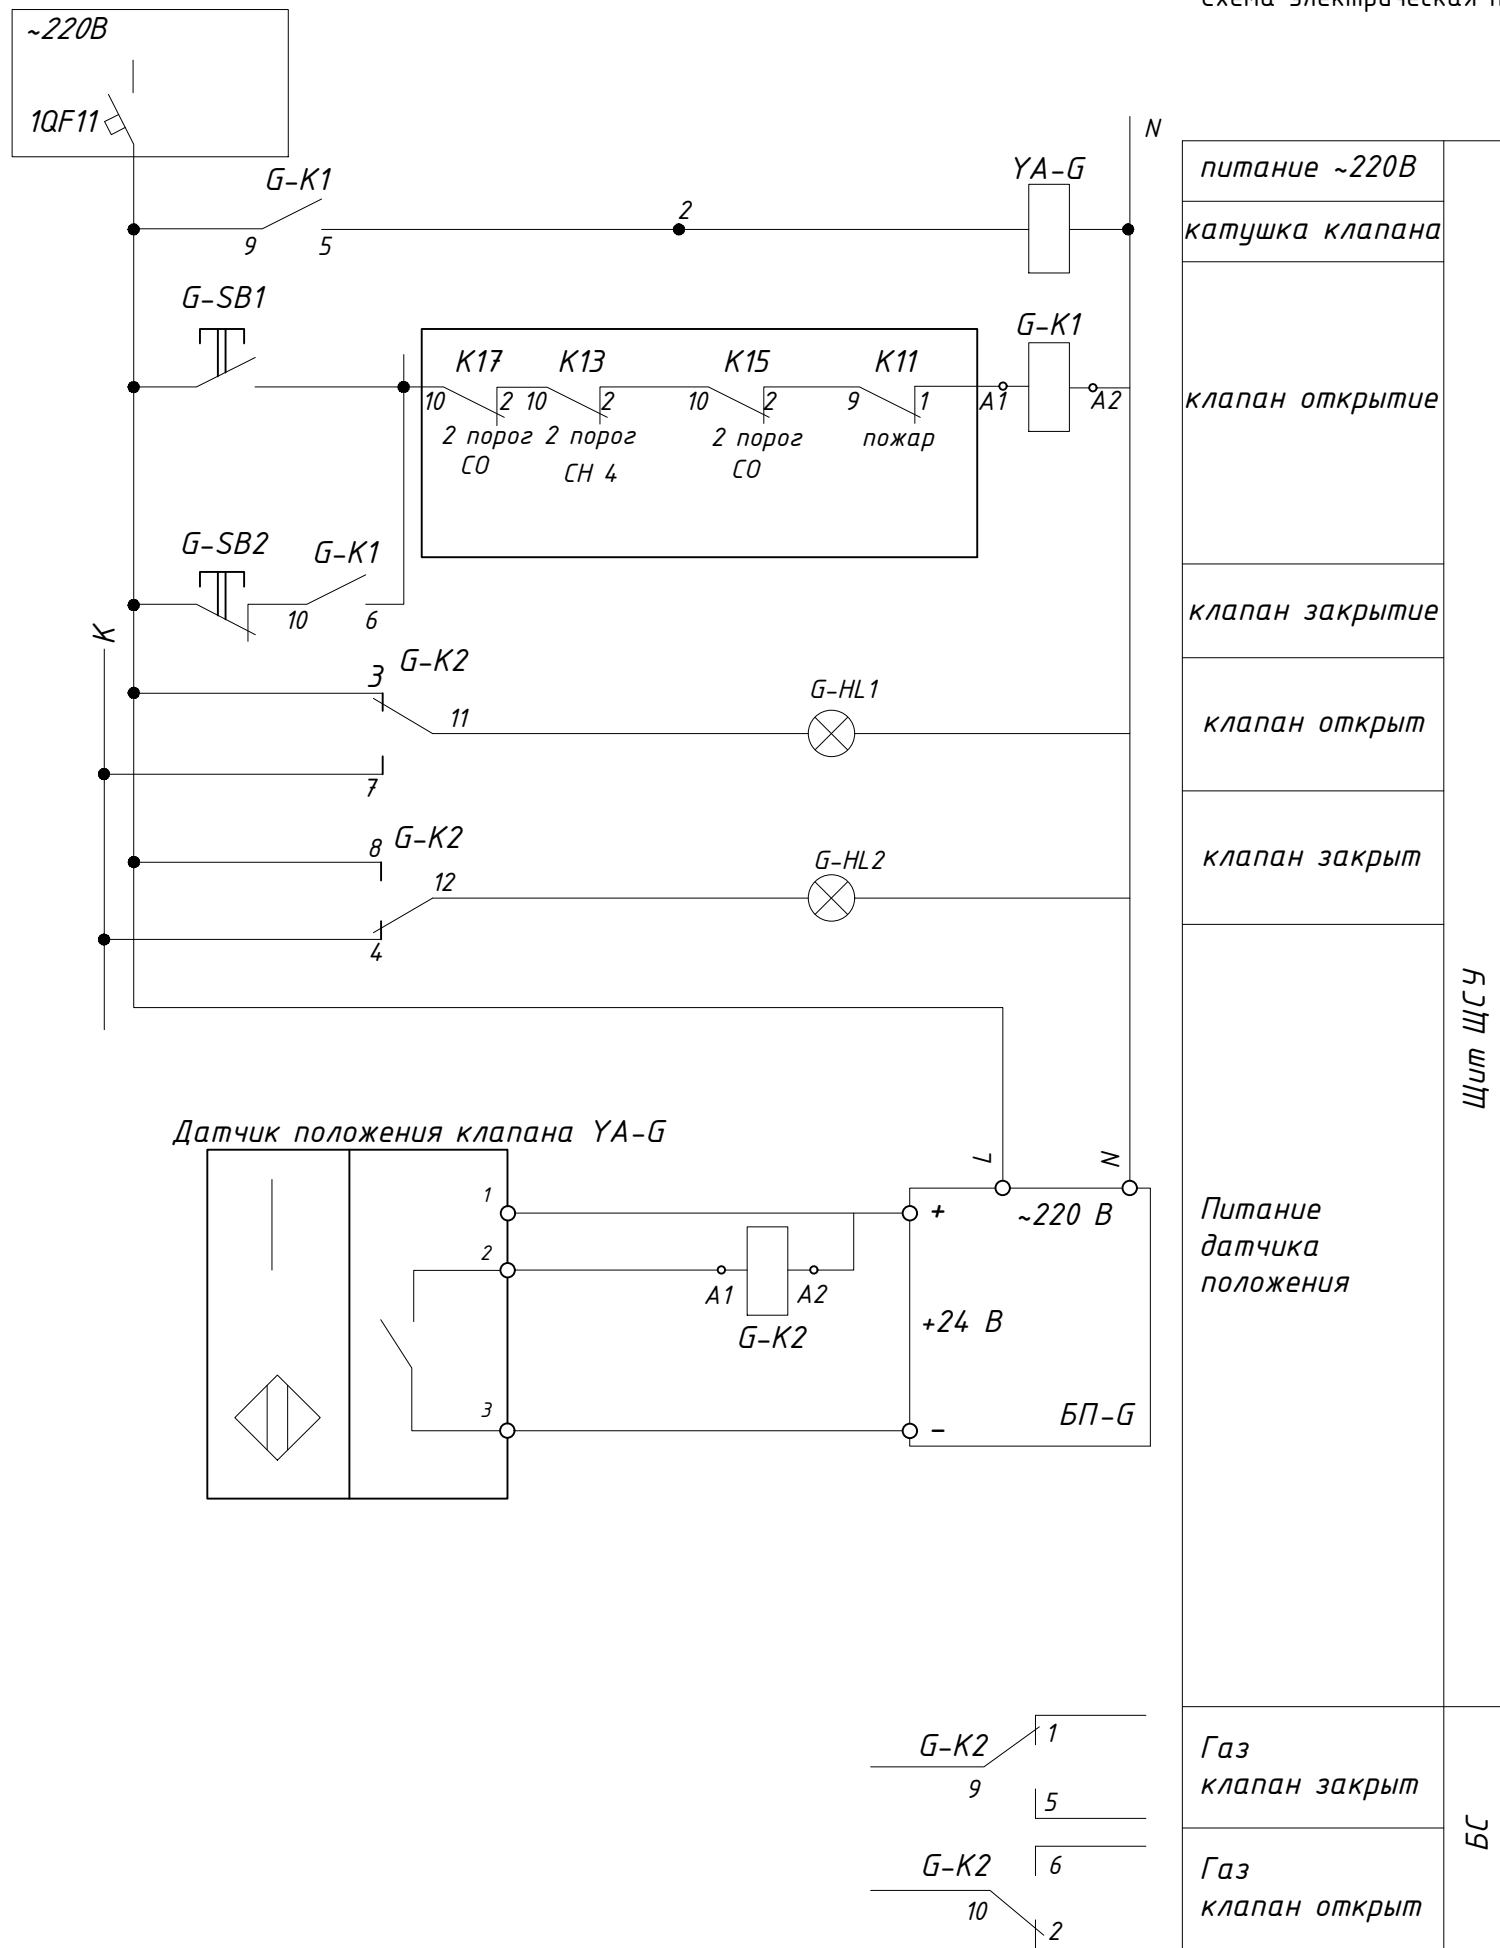 ~220В
1QF11
N
G-K1
9
5
2
YA-G
питание ~220В
катушка клапана
G-SB1
K17
K13
K15
K11
G-K1
10
2
10
2
10
2
9
1
A1
A2
2 порог
CO
2 порог
CH 4
2 порог
CO
пожар
клапан открытие
G-SB2
G-K1
10
6
клапан закрытие
K
G-K2
3
11
7
G-HL1
клапан открыт
G-K2
8
12
4
G-HL2
клапан закрыт
Щит ЩСУ
Датчик положения клапана YA-G
1
2
3
A1
A2
G-K2
L
N
+
~220 В
+24 В
БП-G
-
Питание
датчика
положения
G-K2
9
1
5
Газ
клапан закрыт
БС
G-K2
10
6
2
Газ
клапан открыт